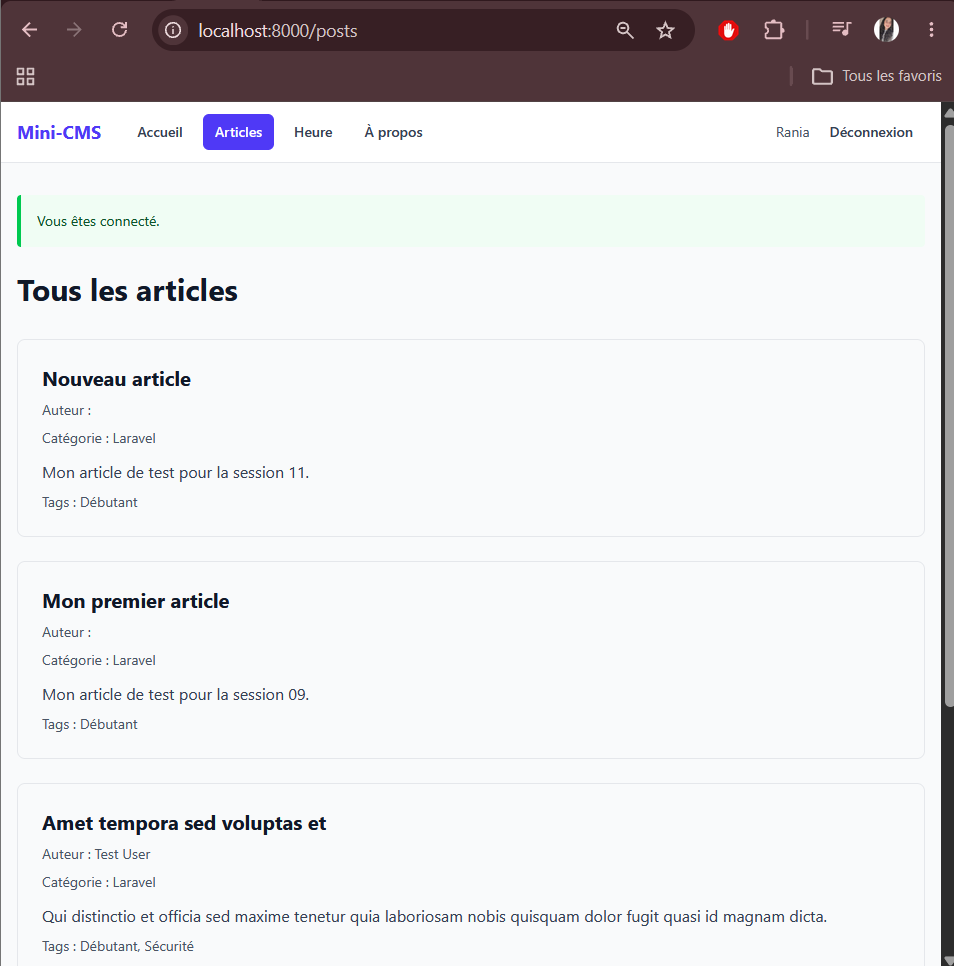 localhost:8000/posts
Tous les favoris
Mini-CMS Accueil Articles Heure À propos Rania Déconnexion
Vous êtes connecté.
Tous les articles
Nouveau article
Auteur :
Catégorie : Laravel
Mon article de test pour la session 11.
Tags : Débutant
Mon premier article
Auteur :
Catégorie : Laravel
Mon article de test pour la session 09.
Tags : Débutant
Amet tempora sed voluptas et
Auteur : Test User
Catégorie : Laravel
Qui distinctio et officia sed maxime tenetur quia laboriosam nobis quisquam dolor fugit quasi id magnam dicta.
Tags : Débutant, Sécurité